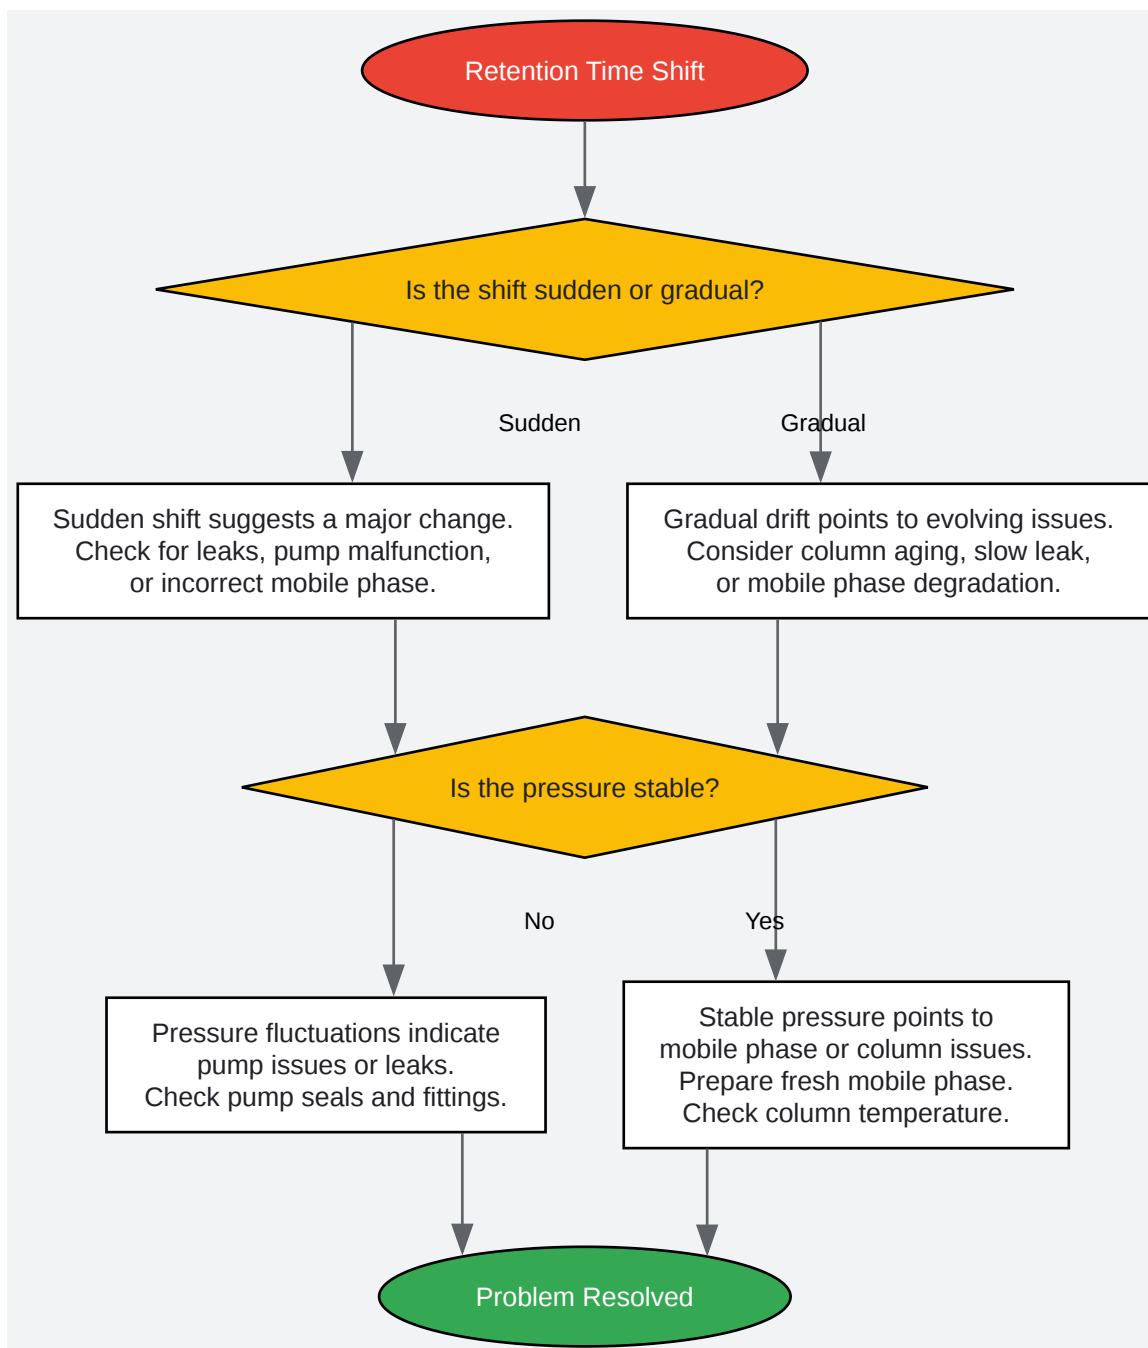 Retention Time Shift
Is the shift sudden or gradual?
Sudden
Gradual
Sudden shift suggests a major change.
Check for leaks, pump malfunction,
or incorrect mobile phase.
Gradual drift points to evolving issues.
Consider column aging, slow leak,
or mobile phase degradation.
Is the pressure stable?
No
Yes
Pressure fluctuations indicate
pump issues or leaks.
Check pump seals and fittings.
Stable pressure points to
mobile phase or column issues.
Prepare fresh mobile phase.
Check column temperature.
Problem Resolved